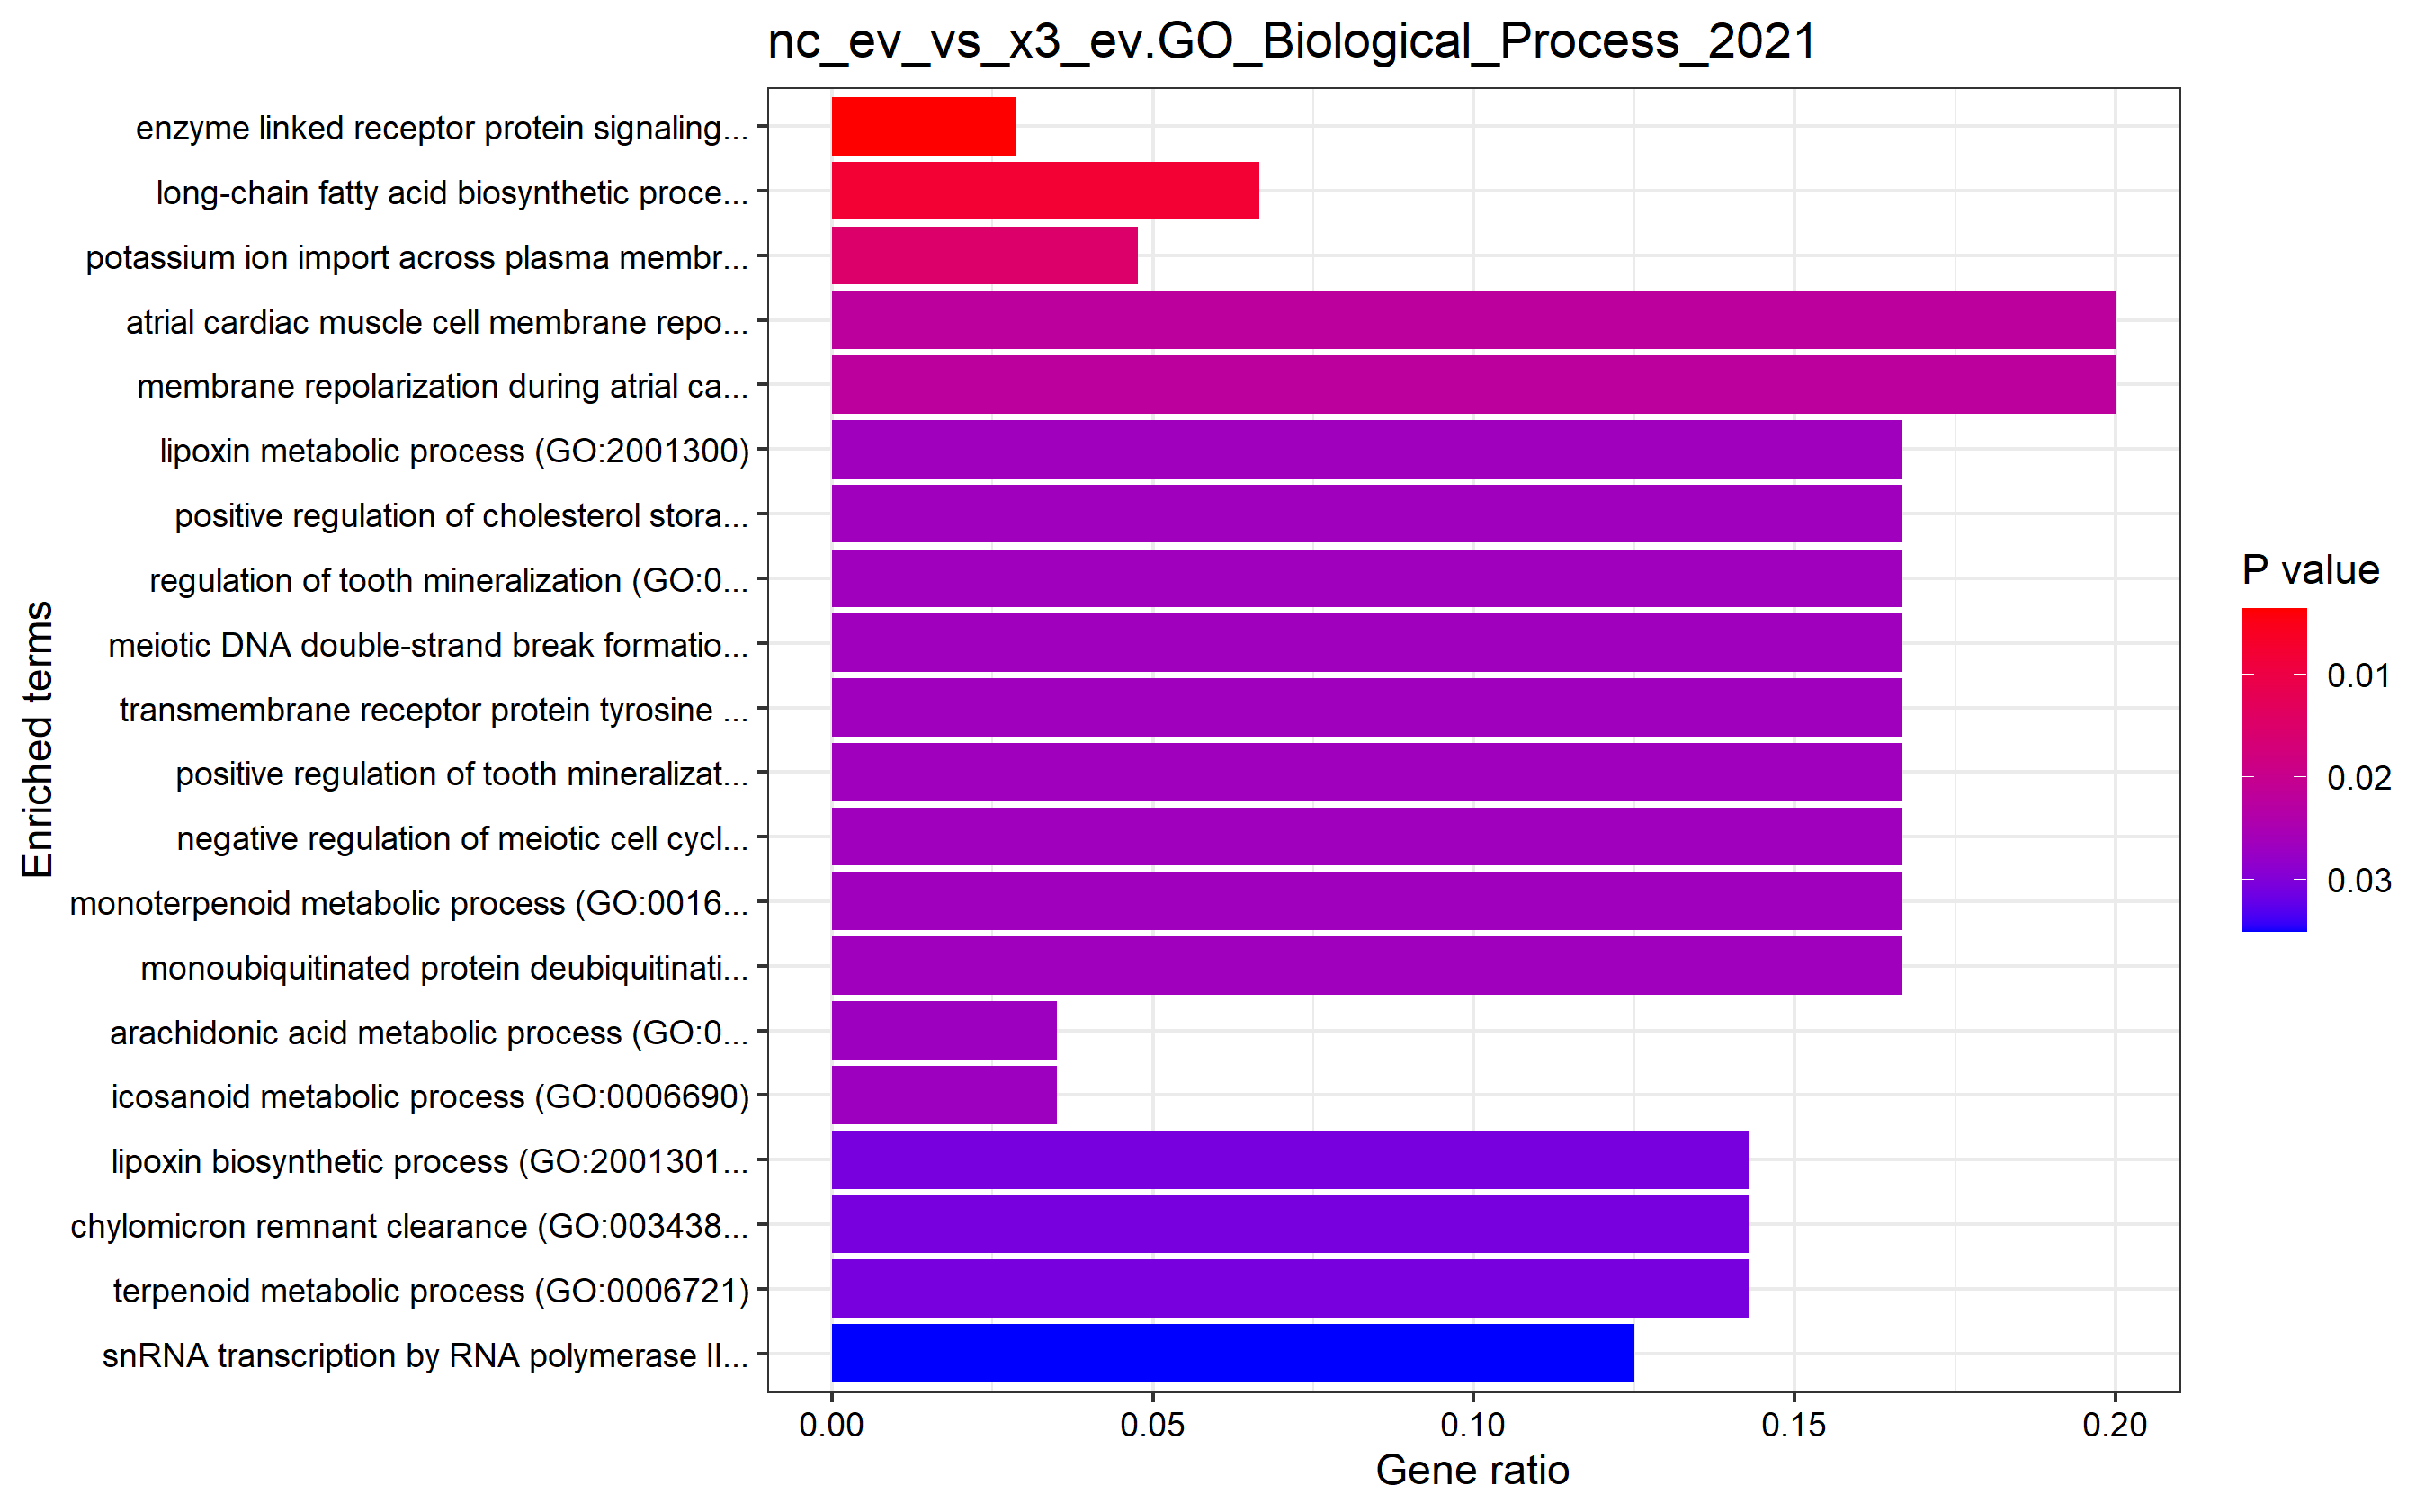 nc_ev_vs_x3_ev.GO_Biological_Process_2021
Enriched terms
enzyme linked receptor protein signaling...
long-chain fatty acid biosynthetic proce...
potassium ion import across plasma membr...
atrial cardiac muscle cell membrane repo...
membrane repolarization during atrial ca...
lipoxin metabolic process (GO:2001300)
positive regulation of cholesterol stora...
regulation of tooth mineralization (GO:0...
meiotic DNA double-strand break formatio...
transmembrane receptor protein tyrosine ...
positive regulation of tooth mineralizat...
negative regulation of meiotic cell cycl...
monoterpenoid metabolic process (GO:0016...
monoubiquitinated protein deubiquitinati...
arachidonic acid metabolic process (GO:0...
icosanoid metabolic process (GO:0006690)
lipoxin biosynthetic process (GO:2001301...
chylomicron remnant clearance (GO:003438...
terpenoid metabolic process (GO:0006721)
snRNA transcription by RNA polymerase II...
0.00 0.05 0.10 0.15 0.20
Gene ratio
P value
0.01
0.02
0.03